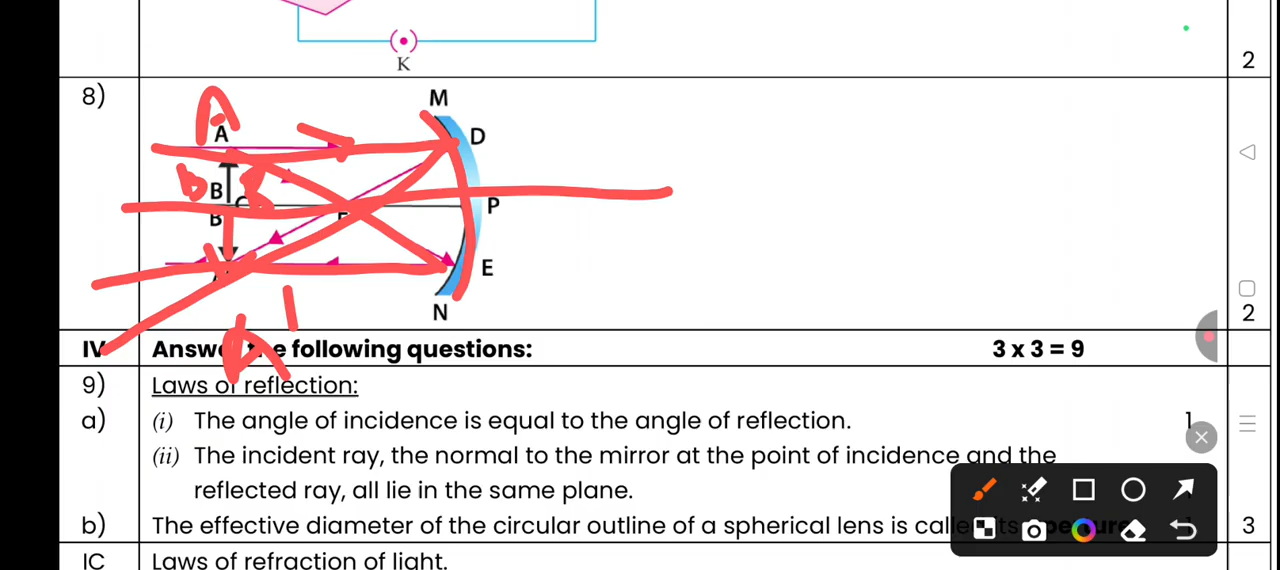 K
2
8)
M
A
A
D
b B
C
B
F
P
E
N
2
IV Answer the following questions: 3 x 3 = 9
9) Laws of reflection:
a) (i) The angle of incidence is equal to the angle of reflection. 1
(ii) The incident ray, the normal to the mirror at the point of incidence and the
reflected ray, all lie in the same plane.
b) The effective diameter of the circular outline of a spherical lens is 3
IC Laws of refraction of light.